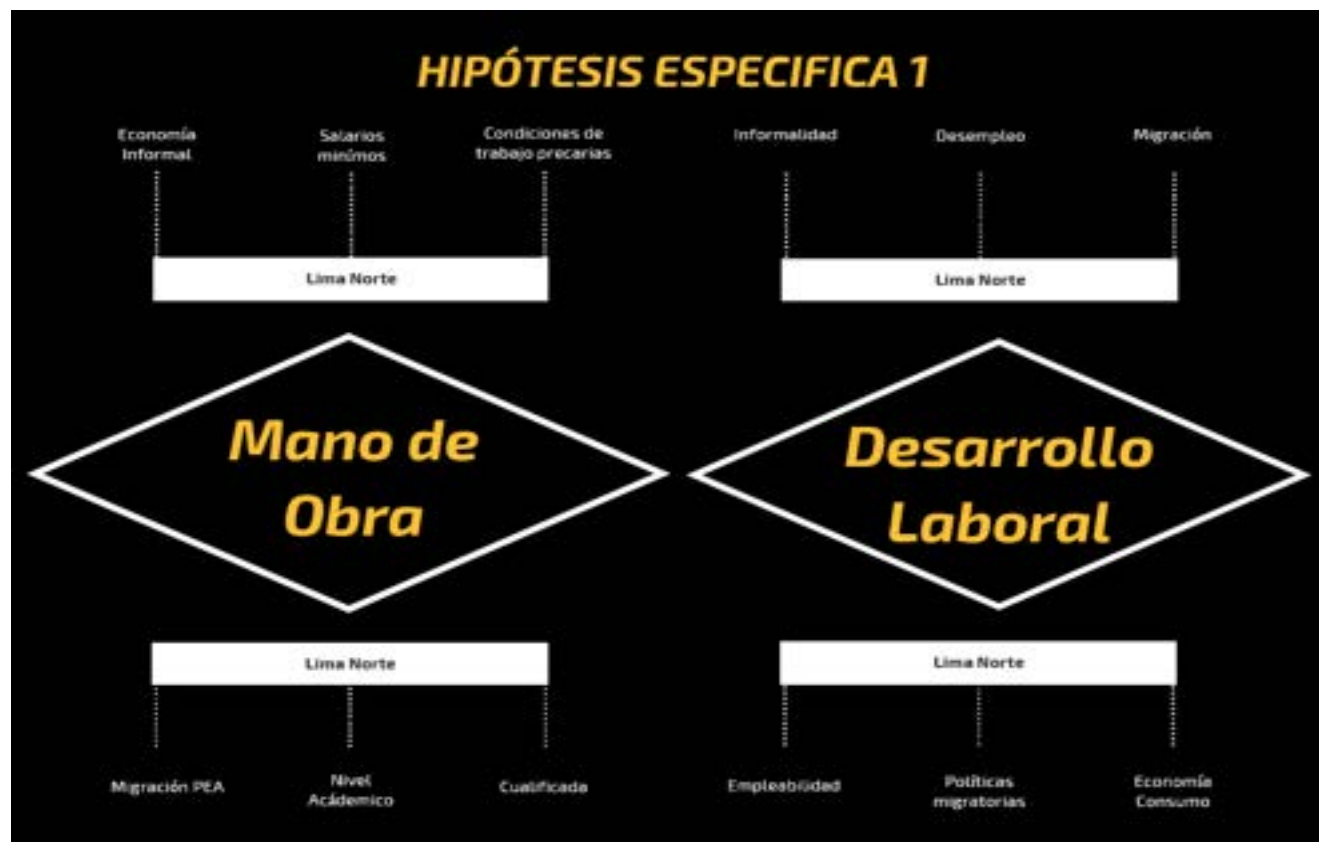 HIPÓTESIS ESPECIFICA 1
Economía
Informal
Salarios
mínimos
Condiciones de
trabajo precarias
Informalidad
Desempleo
Migración
Lima Norte
Lima Norte
Mano de
Obra
Desarrollo
Laboral
Lima Norte
Lima Norte
Migración PEA
Nivel
Acádemico
Cualificada
Empleabilidad
Políticas
migratorias
Economía
Consumo